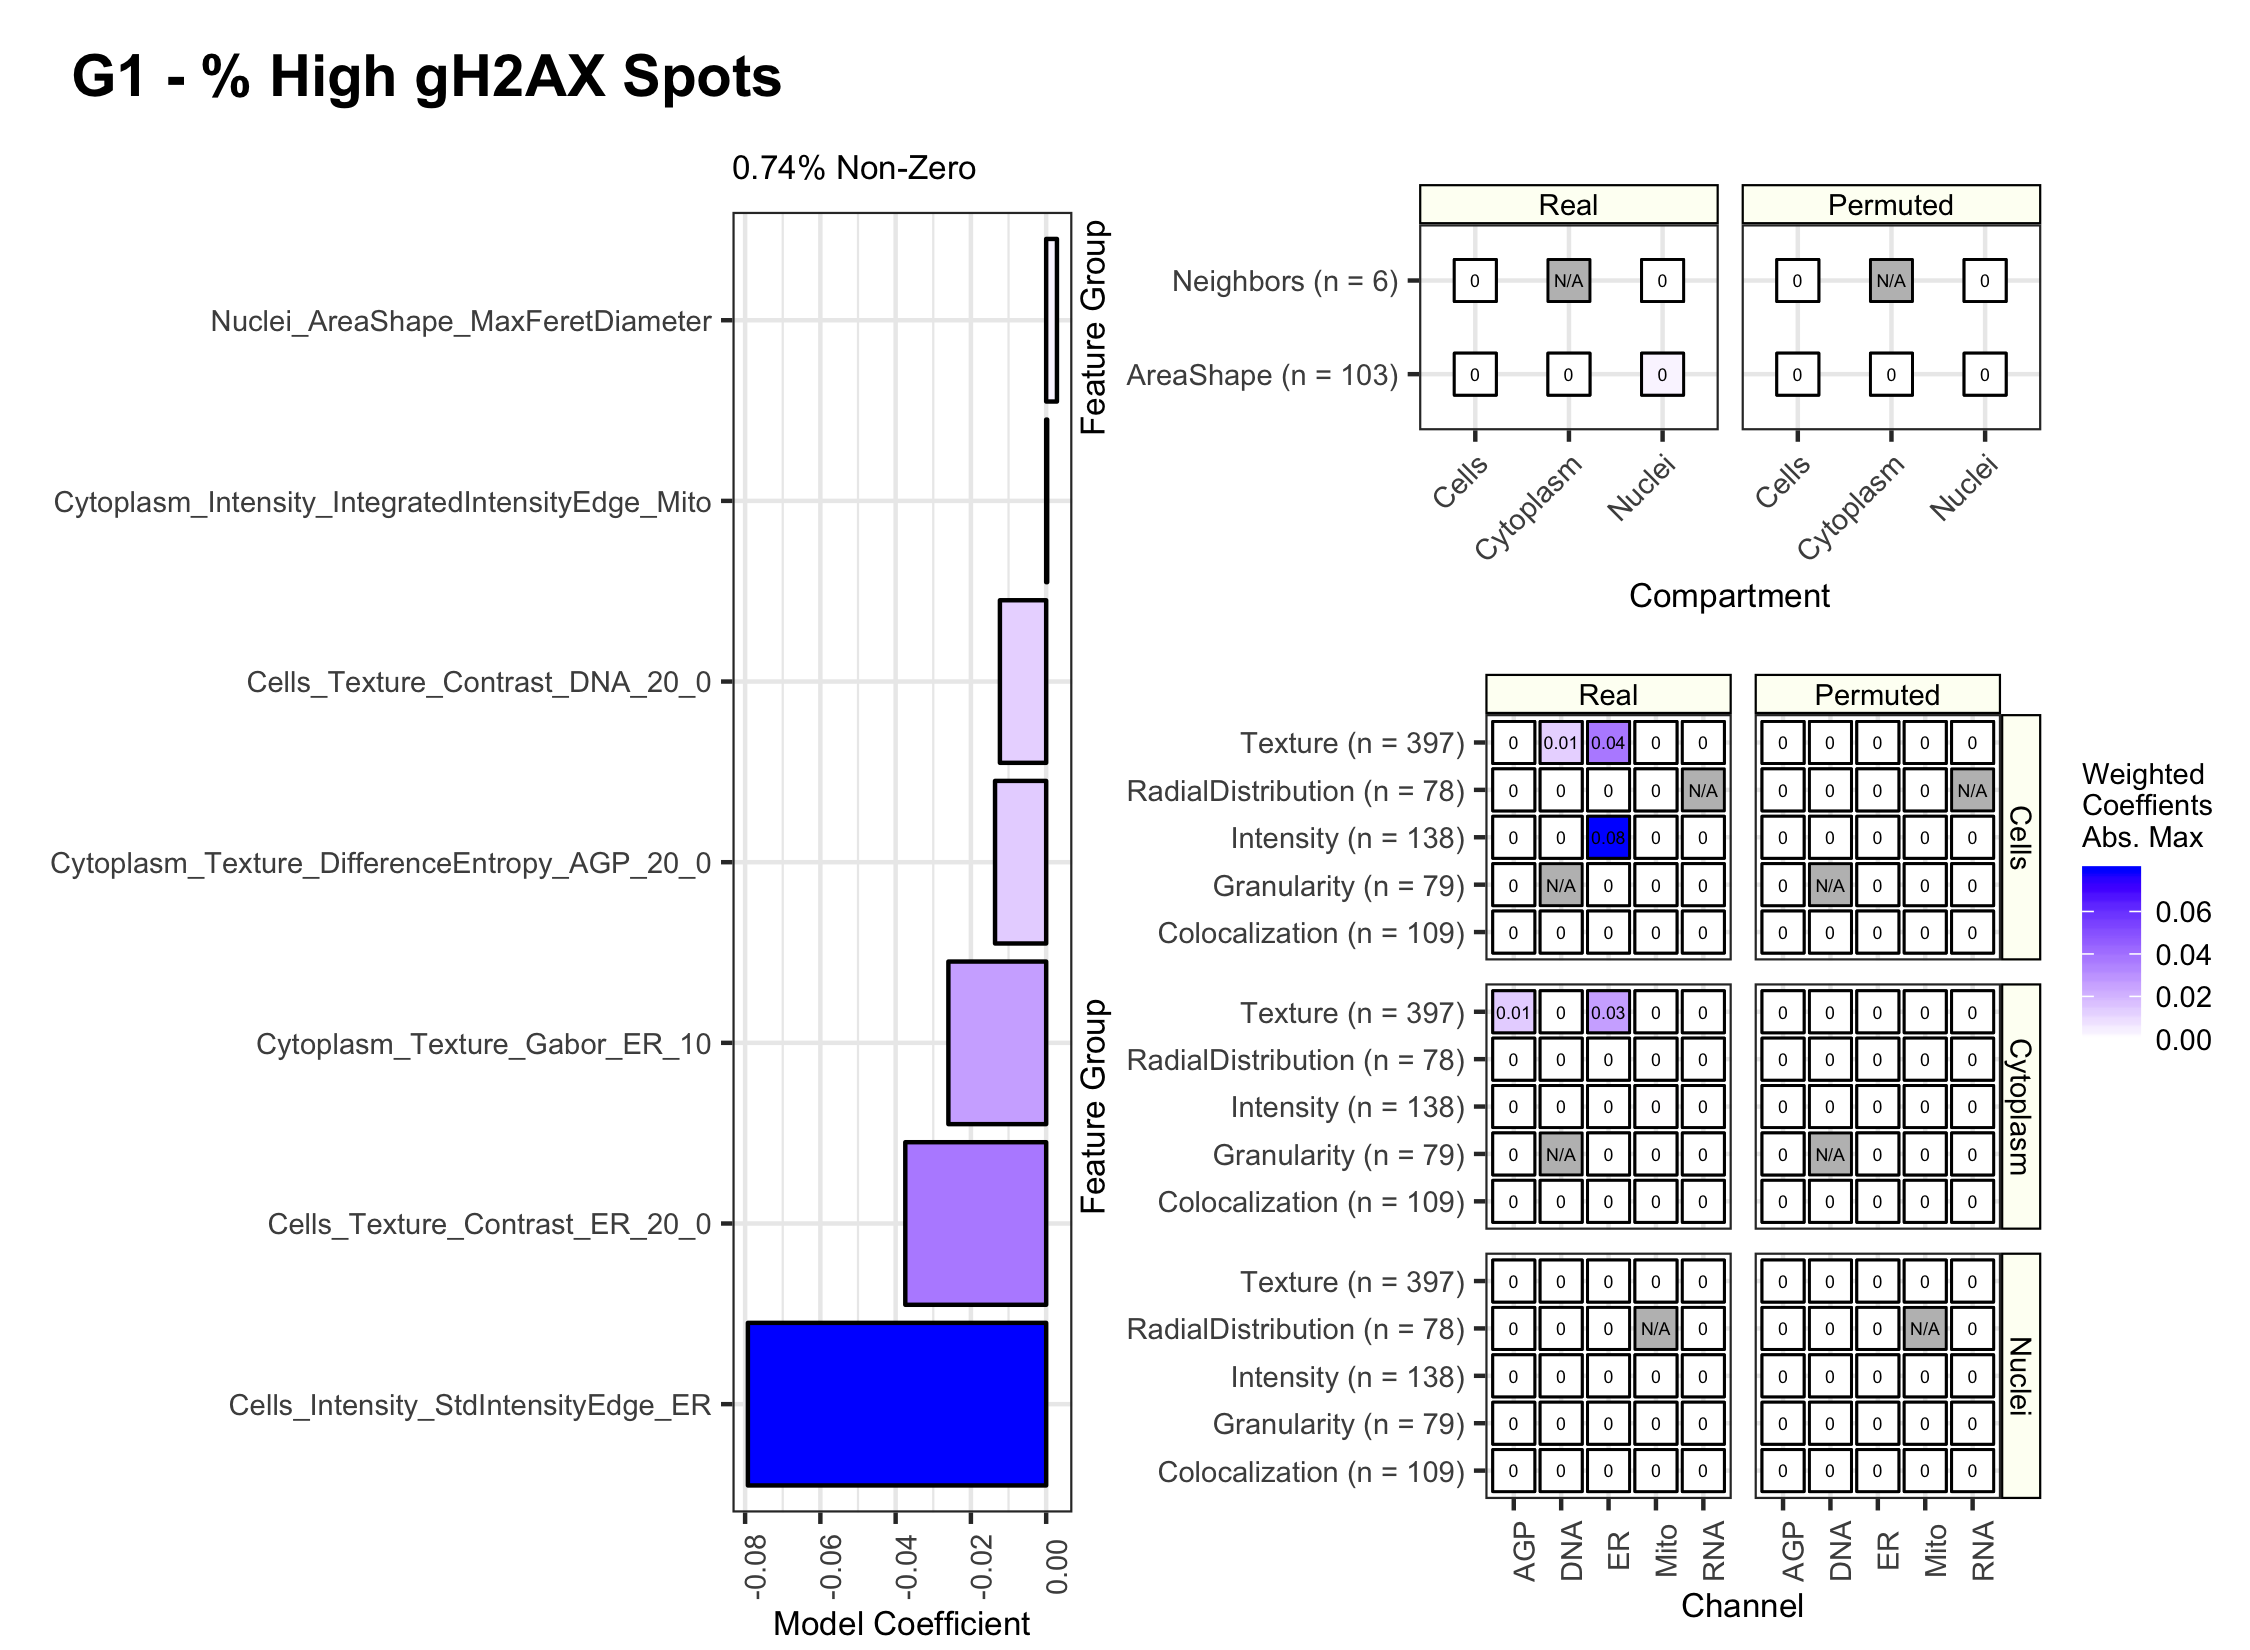 G1 - % High gH2AX Spots
0.74% Non-Zero
Nuclei_AreaShape_MaxFeretDiameter
Cytoplasm_Intensity_IntegratedIntensityEdge_Mito
Cells_Texture_Contrast_DNA_20_0
Cytoplasm_Texture_DifferenceEntropy_AGP_20_0
Cytoplasm_Texture_Gabor_ER_10
Cells_Texture_Contrast_ER_20_0
Cells_Intensity_StdIntensityEdge_ER
-0.08 -0.06 -0.04 -0.02 0.00
Model Coefficient
Feature Group
Real Permuted
Neighbors (n = 6) 0 N/A 0 0 N/A 0
AreaShape (n = 103) 0 0 0 0 0 0
Cells Cytoplasm Nuclei Cells Cytoplasm Nuclei
Compartment
Feature Group
Real Permuted
Texture (n = 397) 0 0.01 0.04 0 0 0 0 0 0 0
RadialDistribution (n = 78) 0 0 0 0 N/A 0 0 0 0 N/A
Intensity (n = 138) 0 0 0.08 0 0 0 0 0 0 0
Granularity (n = 79) 0 N/A 0 0 0 0 N/A 0 0 0
Colocalization (n = 109) 0 0 0 0 0 0 0 0 0 0
Cells
Texture (n = 397) 0.01 0 0.03 0 0 0 0 0 0 0
RadialDistribution (n = 78) 0 0 0 0 0 0 0 0 0 0
Intensity (n = 138) 0 0 0 0 0 0 0 0 0 0
Granularity (n = 79) 0 N/A 0 0 0 0 N/A 0 0 0
Colocalization (n = 109) 0 0 0 0 0 0 0 0 0 0
Cytoplasm
Texture (n = 397) 0 0 0 0 0 0 0 0 0 0
RadialDistribution (n = 78) 0 0 0 N/A 0 0 0 0 N/A 0
Intensity (n = 138) 0 0 0 0 0 0 0 0 0 0
Granularity (n = 79) 0 0 0 0 0 0 0 0 0 0
Colocalization (n = 109) 0 0 0 0 0 0 0 0 0 0
Nuclei
AGP DNA ER Mito RNA AGP DNA ER Mito RNA
Channel
Weighted
Coeffients
Abs. Max
0.06
0.04
0.02
0.00